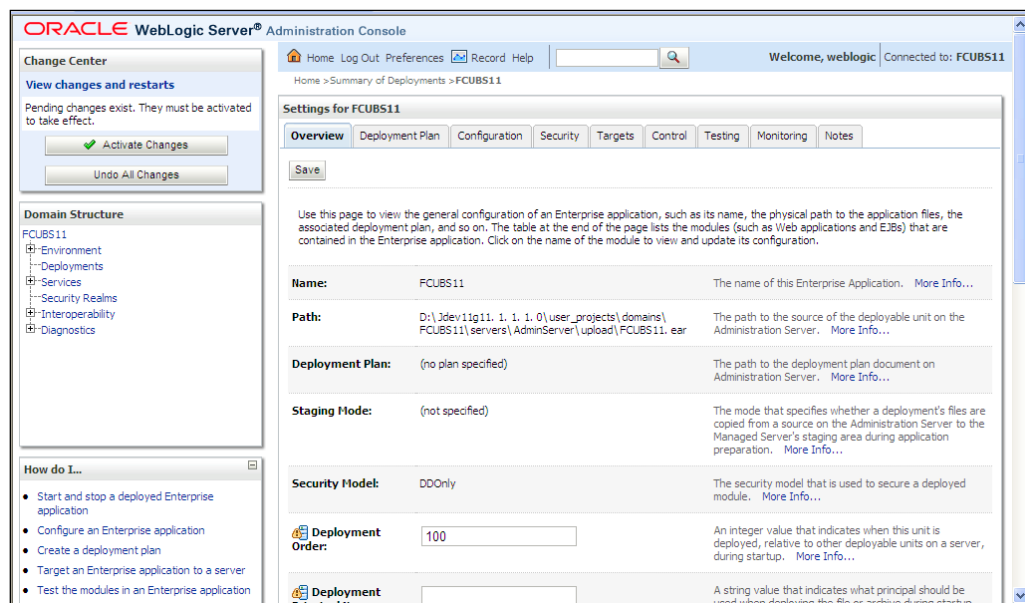 ORACLE WebLogic Server® Administration Console
Change Center
View changes and restarts
Pending changes exist. They must be activated
to take effect.
Activate Changes
Undo All Changes
Domain Structure
FCUBS11
Environment
Deployments
Services
Security Realms
Interoperability
Diagnostics
How do I...
Start and stop a deployed Enterprise
application
Configure an Enterprise application
Create a deployment plan
Target an Enterprise application to a server
Test the modules in an Enterprise application
Home Log Out Preferences Record Help
Welcome, weblogic Connected to: FCUBS11
Home >Summary of Deployments >FCUBS11
Settings for FCUBS11
Overview Deployment Plan Configuration Security Targets Control Testing Monitoring Notes
Save
Use this page to view the general configuration of an Enterprise application, such as its name, the physical path to the application files, the
associated deployment plan, and so on. The table at the end of the page lists the modules (such as Web applications and EJBs) that are
contained in the Enterprise application. Click on the name of the module to view and update its configuration.
Name: FCUBS11 The name of this Enterprise Application. More Info...
Path: D:\Jdev11g11. 1. 1. 1. 0\user_projects\domains\ The path to the source of the deployable unit on the
FCUBS11\servers\AdminServer\upload\FCUBS11. ear Administration Server. More Info...
Deployment Plan: (no plan specified) The path to the deployment plan document on
Administration Server. More Info...
Staging Mode: (not specified) The mode that specifies whether a deployment's files are
copied from a source on the Administration Server to the
Managed Server's staging area during application
preparation. More Info...
Security Model: DDOnly The security model that is used to secure a deployed
module. More Info...
Deployment 100 An integer value that indicates when this unit is
Order: deployed, relative to other deployable units on a server,
during startup. More Info...
Deployment A string value that indicates what principal should be
used when deploying the file or archive during startup